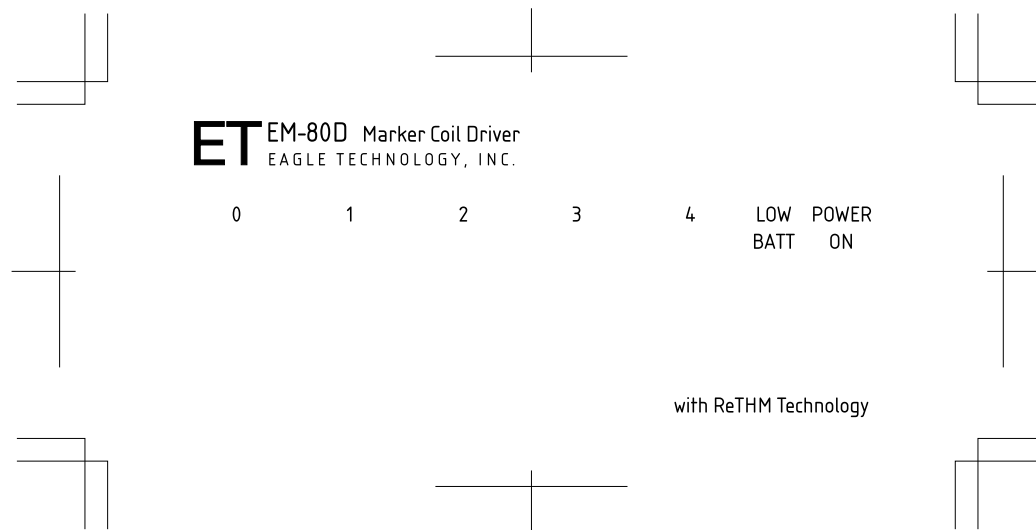 ET EM-80D Marker Coil Driver
EAGLE TECHNOLOGY, INC.
0 1 2 3 4 LOW POWER
BATT ON
with ReTHM Technology